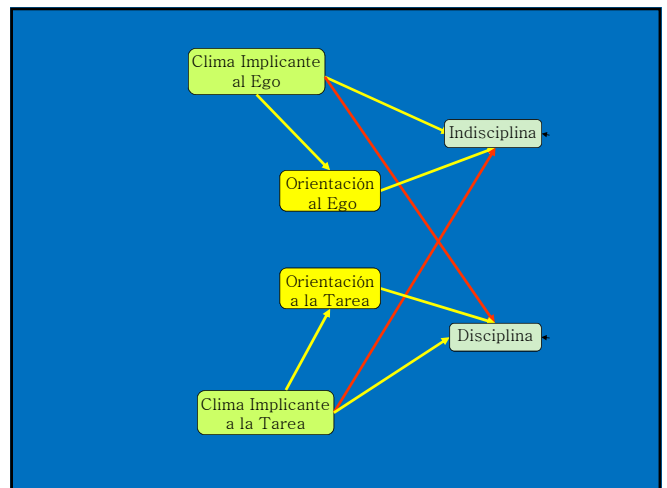 Clima Implicante
al Ego
Indisciplina
Orientación
al Ego
Orientación
a la Tarea
Disciplina
Clima Implicante
a la Tarea